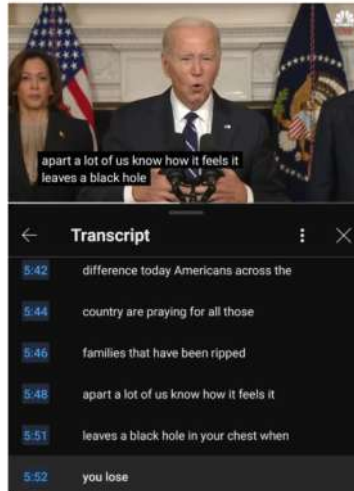 apart a lot of us know how it feels it
leaves a black hole
Transcript
5:42 difference today Americans across the
5:44 country are praying for all those
5:46 families that have been ripped
5:48 apart a lot of us know how it feels it
5:51 leaves a black hole in your chest when
5:52 you lose